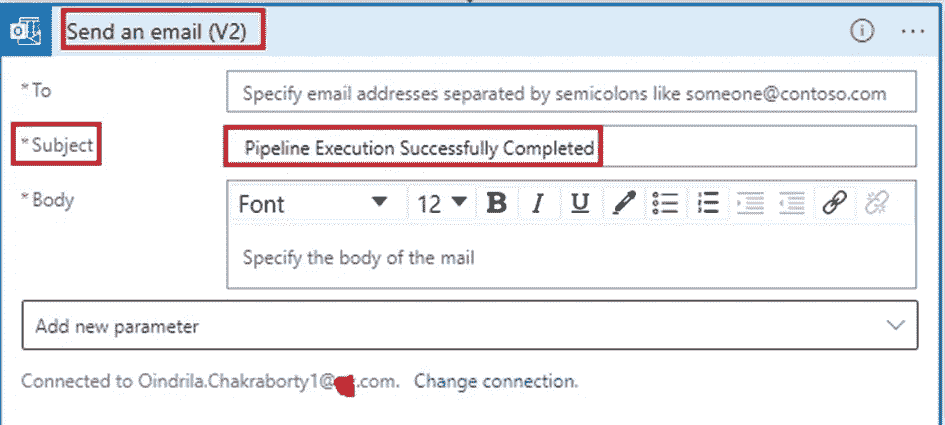 Send an email (V2)
*To
Specify email addresses separated by semicolons like someone@contoso.com
*Subject
Pipeline Execution Successfully Completed
*Body
Font 12 B I U
Specify the body of the mail
Add new parameter
Connected to Oindrila.Chakraborty1@ .com. Change connection.